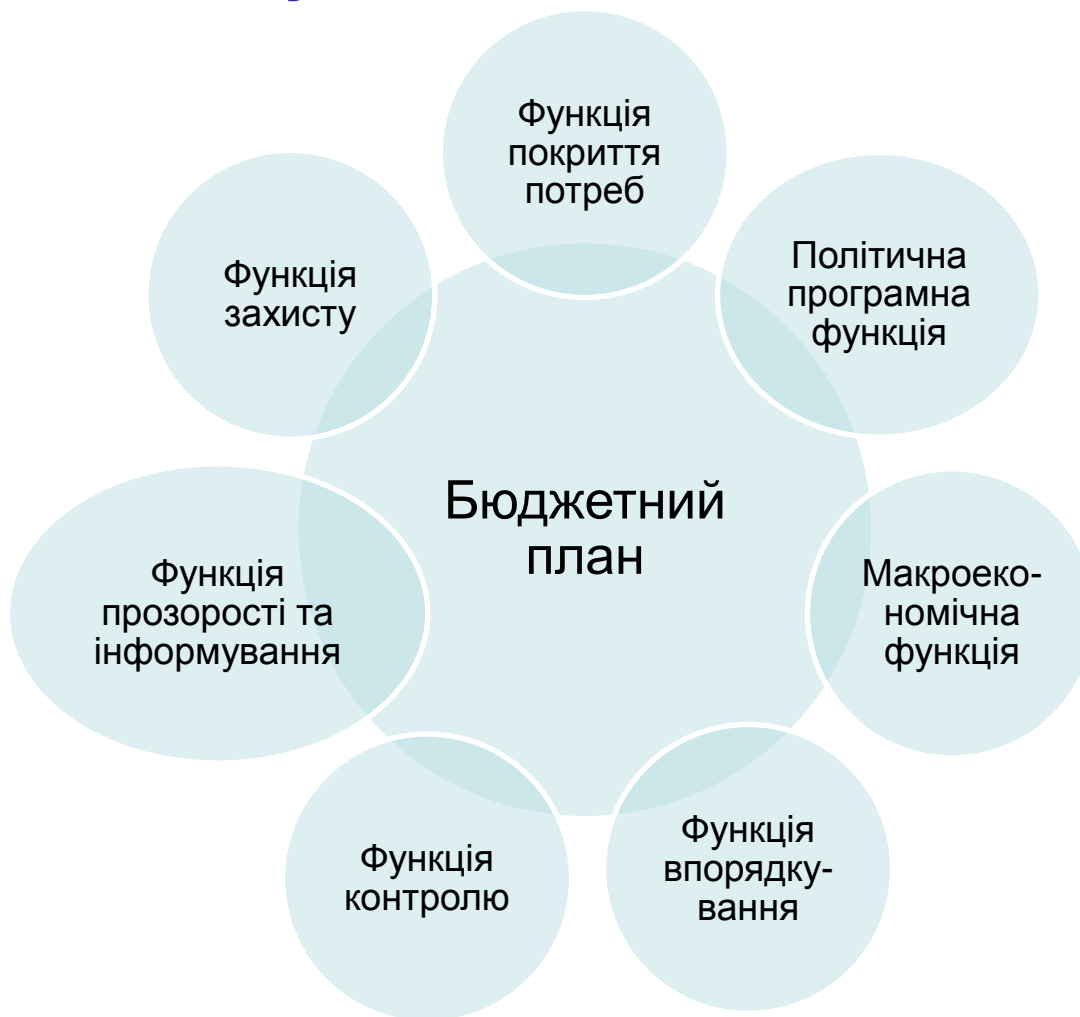 Функція
покриття
потреб
Політична
програмна
функція
Функція
захисту
Бюджетний
план
Макроеко-
номічна
функція
Функція
прозорості та
інформування
Функція
впорядку-
вання
Функція
контролю